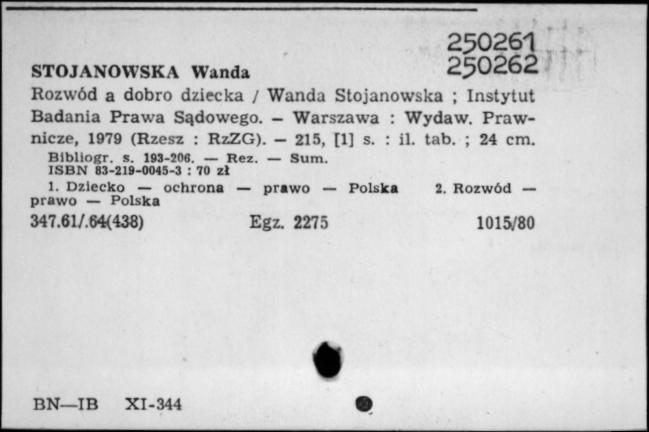 250261
250262
STOJANOWSKA Wanda
Rozwód a dobro dziecka / Wanda Stojanowska ; Instytut
Badania Prawa Sądowego. — Warszawa : Wydaw. Praw-
nicze, 1979 (Rzesz : RzZG). — 215, [1] s. : il. tab. ; 24 cm.
Bibliogr. s. 193-206. — Rez. — Sum.
ISBN 83-219-0045-3 : 70 zł
1. Dziecko — ochrona — prawo — Polska 2. Rozwód —
prawo — Polska
347.61/.64(438) Egz. 2275 1015/80
BN—IB XI-344